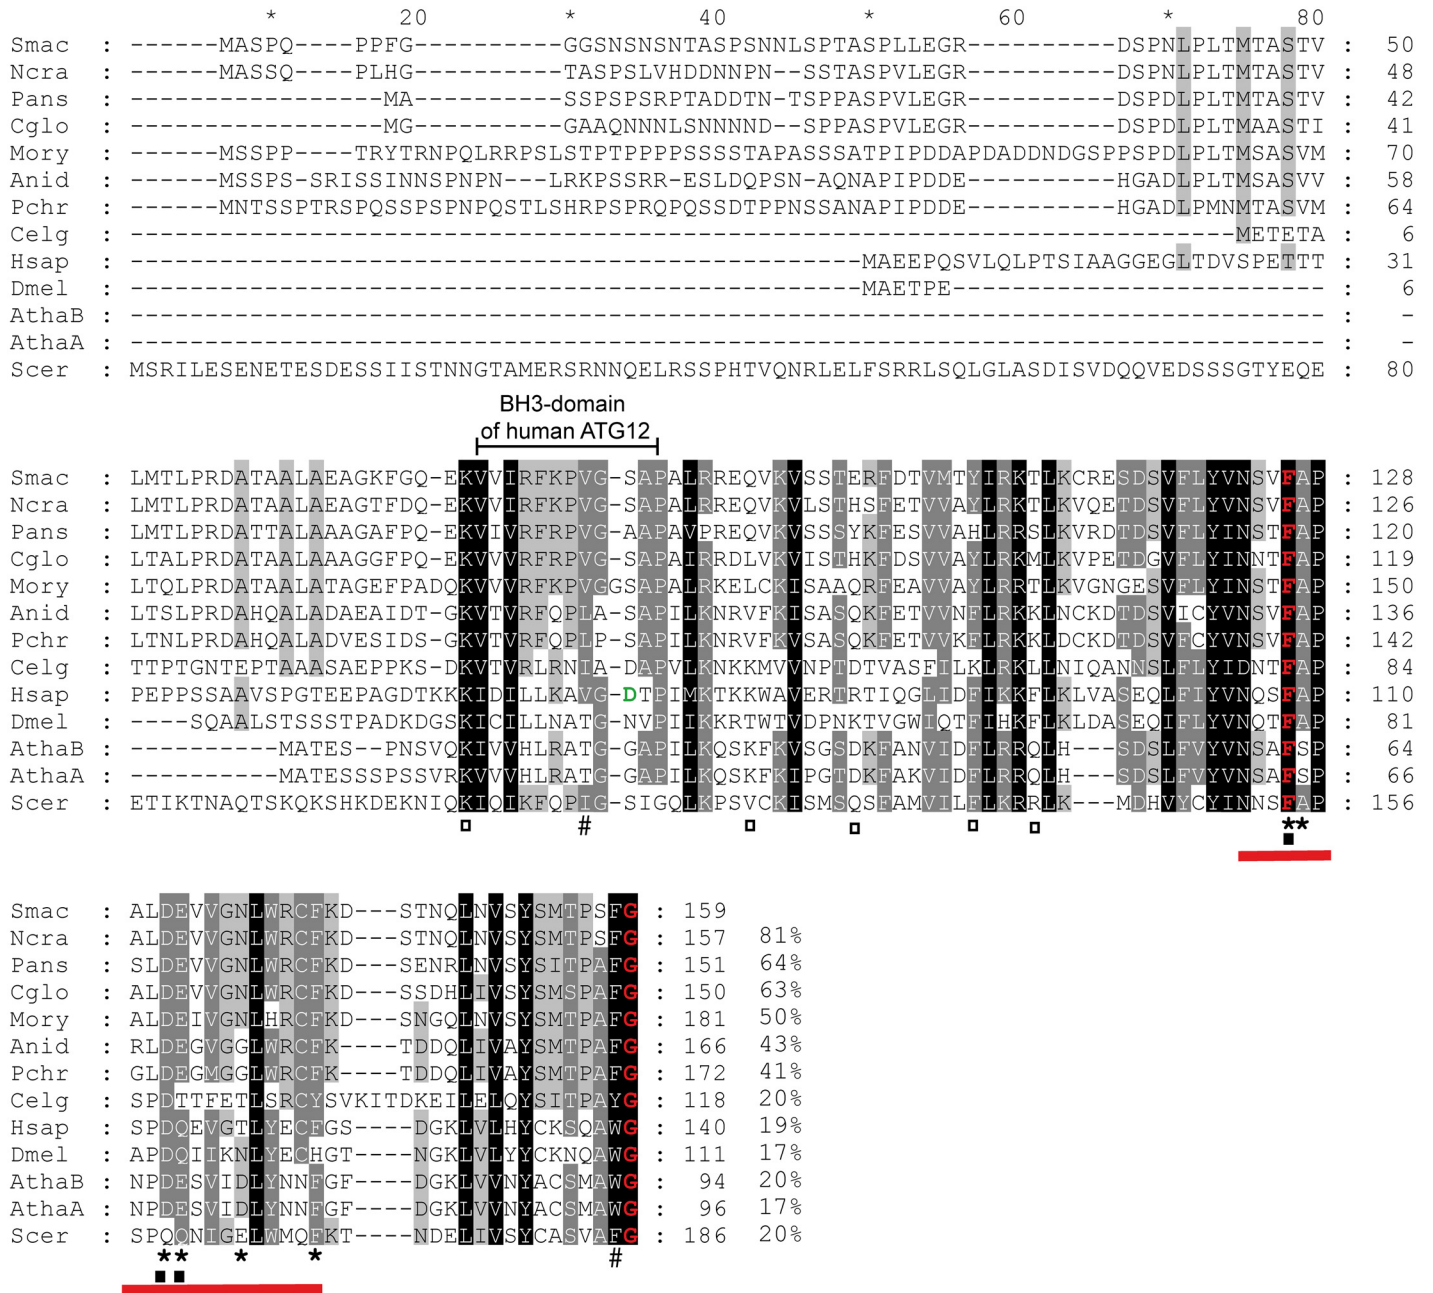 * 20 * 40 * 60 * 80
Smac : ------MASPQ----PPFG----------GGSNSNSNTASPSNNLSPTASPLLEGR----------DSPNLPLTMTASTV : 50
Ncra : ------MASSQ----PLHG----------TASPSLVHDDNNPN--SSTASPVLEGR----------DSPNLPLTMTASTV : 48
Pans : -----------------MA----------SSPSPSRPTADDTN-TSPPASPVLEGR----------DSPDLPLTMTASTV : 42
Cglo : -----------------MG----------GAAQNNNLSNNNND--SPPASPVLEGR----------DSPDLPLTMAASTI : 41
Mory : ------MSSPP----TRYTRNPQLRRPSLSTPTPPPPSSSSTAPASSSATPIPDDAPDADDNDGSPPSPDLPLTMSASVM : 70
Anid : ------MSSPS-SRISSINNSPNPN---LRKPSSRR-ESLDQPSN-AQNAPIPDDE----------HGADLPLTMSASVV : 58
Pchr : ------MNTSSPTRSPQSSPSPNPQSTLSHRPSPRQPQSSDTPPNSSANAPIPDDE----------HGADLPMNMTASVM : 64
Celg : --------------------------------------------------------------------------METETA : 6
Hsap : -------------------------------------------------MAEEPQSVLQLPTSIAAGGEGLTDVSPETTT : 31
Dmel : -------------------------------------------------MAETPE------------------------- : 6
AthaB : -------------------------------------------------------------------------------- : -
AthaA : -------------------------------------------------------------------------------- : -
Scer : MSRILESENETESDESSIISTNNGTAMERSRNNQELRSSPHTVQNRLELFSRRLSQLGLASDISVDQQVEDSSSGTYEQE : 80
BH3-domain
of human ATG12
Smac : LMTLPRDATAALAEAGKFGQ-EKVVIRFKPVG-SAPALRREQVKVSSTERFDTVMTYIRKTLKCRESDSVFLYVNSVFAP : 128
Ncra : LMTLPRDATAALAEAGTFDQ-EKVVIRFKPVG-SAPALRREQVKVLSTHSFETVVAYLRKTLKVQETDSVFLYVNSVFAP : 126
Pans : LMTLPRDATTALAAAGAFPQ-EKVIVRFKPVG-AAPAVPREQVKVSSSYKFESVVAHLRRSLKVQETDSVFLYINSTFAP : 120
Cglo : LTALPRDATAALAAAGGFPQ-EKVVVRFRPVG-SAPALRRDLVKVSSTHKFDSVVAYLRKMLKVPETDGVFLYINNTFAP : 119
Mory : LTQLPRDATAALATAGEFPADQKVVVRFKPVGGSAPALRKELCKISAAQRFEAVVAYLRRTLKVGNGESVFLYINSTFAP : 150
Anid : LTSLPRDAHQALADAEAIDT-GKVTVRFQPLA-SAPILKNRVFKISASQKFETVVNFLRKKLNCKDTDSVICYVNSVFAP : 136
Pchr : LTNLPRDAHQALADVESIDS-GKVTVRFQPLP-SAPILKNRVFKVSASQKFETVVKFLRKKLDCKDTDSVFCYVNSVFAP : 142
Celg : TTPTGNTEPTAAASAEPPKS-DKVTVRLRNIA-DAPVLKNKKMVVNPTDTVASFILKLRKLLNIQANNSLFLYIDNTFAP : 84
Hsap : PEPPSSAAVSPGTEEPAGDTKKKIDILLKAVG-DTPIMKTKKWAVERTRTIQGLIDFIKKFLKLVASEQLFIYVNQSFAP : 110
Dmel : ----SQAALSTSSSTPADKDGSKICILLNATG-NVPIIKKRTWTVDPNKTVGWIQTFIHKFLKLDASEQIFLYVNQTFAP : 81
AthaB : ----------MATES--PNSVQKIVVHLRATG-GAPILKQSKFKVSGSDKFANVIDFLRRQLH---SDSLFVYVNSAFSP : 64
AthaA : ----------MATESSSPSSVRKVVVHLRATG-GAPILKQSKFKIPGTDKFAKVIDFLRRQLH---SDSLFVYVNSAFSP : 66
Scer : ETIKTNAQTSKQKSHKDEKNIQKIQIKFQPIG-SIGQLKPSVCKISMSQSFAMVILFLKRRLK---MDHVYCYINNSFAP : 156
# **
Smac : ALDEVVGNLWRCFKD---STNQLNVSYSMTPSFG : 159
Ncra : ALDEVVGNLWRCFKD---STNQLNVSYSMTPSFG : 157 81%
Pans : SLDEVVGNLWRCFKD---SENRLNVSYSITPAFG : 151 64%
Cglo : ALDEVVGNLWRCFKD---SSDHLIVSYSMSPAFG : 150 63%
Mory : ALDEIVGNLHRCFKD---SNGQLNVSYSMTPAFG : 181 50%
Anid : RLDEGVGGLWRCFK----TDDQLIVAYSMTPAFG : 166 43%
Pchr : GLDEGMGGLWRCFK----TDDQLIVAYSMTPAFG : 172 41%
Celg : SPDTTFETLSRCYSVKITDKEILELQYSITPAYG : 118 20%
Hsap : SPDQEVGTLYECFGS----DGKLVLHYCKSQAWG : 140 19%
Dmel : APDQIIKNLYECHGT----NGKLVLYYCKNQAWG : 111 17%
AthaB : NPDESVIDLYNNFGF----DGKLVVNYACSMAWG : 94 20%
AthaA : NPDESVIDLYNNFGF----DGKLVVNYACSMAWG : 96 17%
Scer : SPQQNIGELWMQFKT----NDELIVSYCASVAFG : 186 20%
** * * #